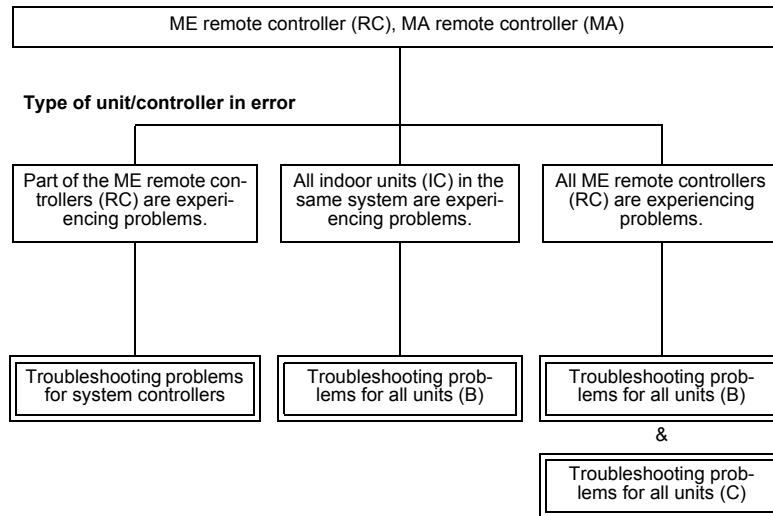 ME remote controller (RC), MA remote controller (MA)
Type of unit/controller in error
Part of the ME remote con-
trollers (RC) are experi-
encing problems.
All indoor units (IC) in the
same system are experi-
encing problems.
All ME remote controllers
(RC) are experiencing
problems.
Troubleshooting problems
for system controllers
Troubleshooting prob-
lems for all units (B)
Troubleshooting prob-
lems for all units (B)
&
Troubleshooting prob-
lems for all units (C)